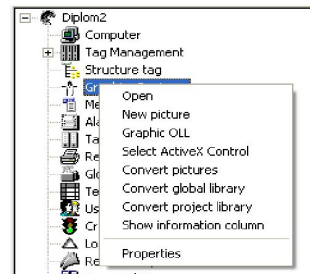 Diplom2
Computer
Tag Management
Structure tag
Open
New picture
Graphic OLL
Select ActiveX Control
Convert pictures
Convert global library
Convert project library
Show information column
Properties